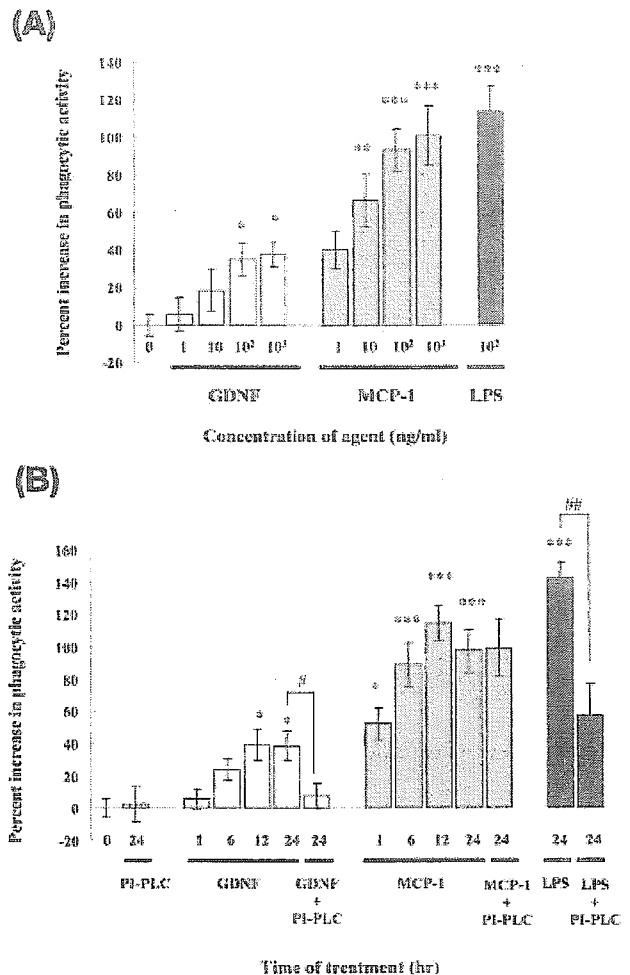 (A)
Percent increase in phagocytic activity
140
120
100
80
60
40
20
0
-20
* * ** *** *** ***
0 1 10 10² 10³ 1 10 10² 10³ 10²
GDNF MCP-1 LPS
Concentration of agent (ng/ml)
(B)
Percent increase in phagocytic activity
160
140
120
100
80
60
40
20
0
-20
##
***
***
*** ***
#
* * *
0 24 1 6 12 24 24 1 6 12 24 24 24 24
PI-PLC GDNF GDNF + PI-PLC MCP-1 MCP-1 + PI-PLC LPS LPS + PI-PLC
Time of treatment (hr)